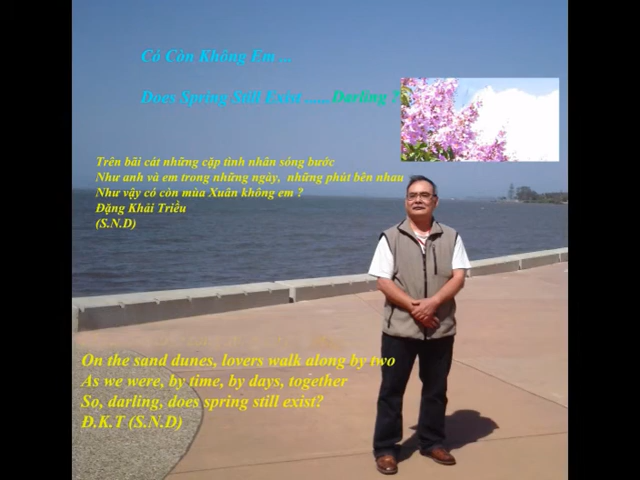 Có Còn Không Em ...
Does Spring Still Exist ......Darling ?
Trên bãi cát những cặp tình nhân sóng bước
Như anh và em trong những ngày, những phút bên nhau
Như vậy có còn mùa Xuân không em ?
Đặng Khải Triều
(S.N.D)
On the sand dunes, lovers walk along by two
As we were, by time, by days, together
So, darling, does spring still exist?
Đ.K.T (S.N.D)